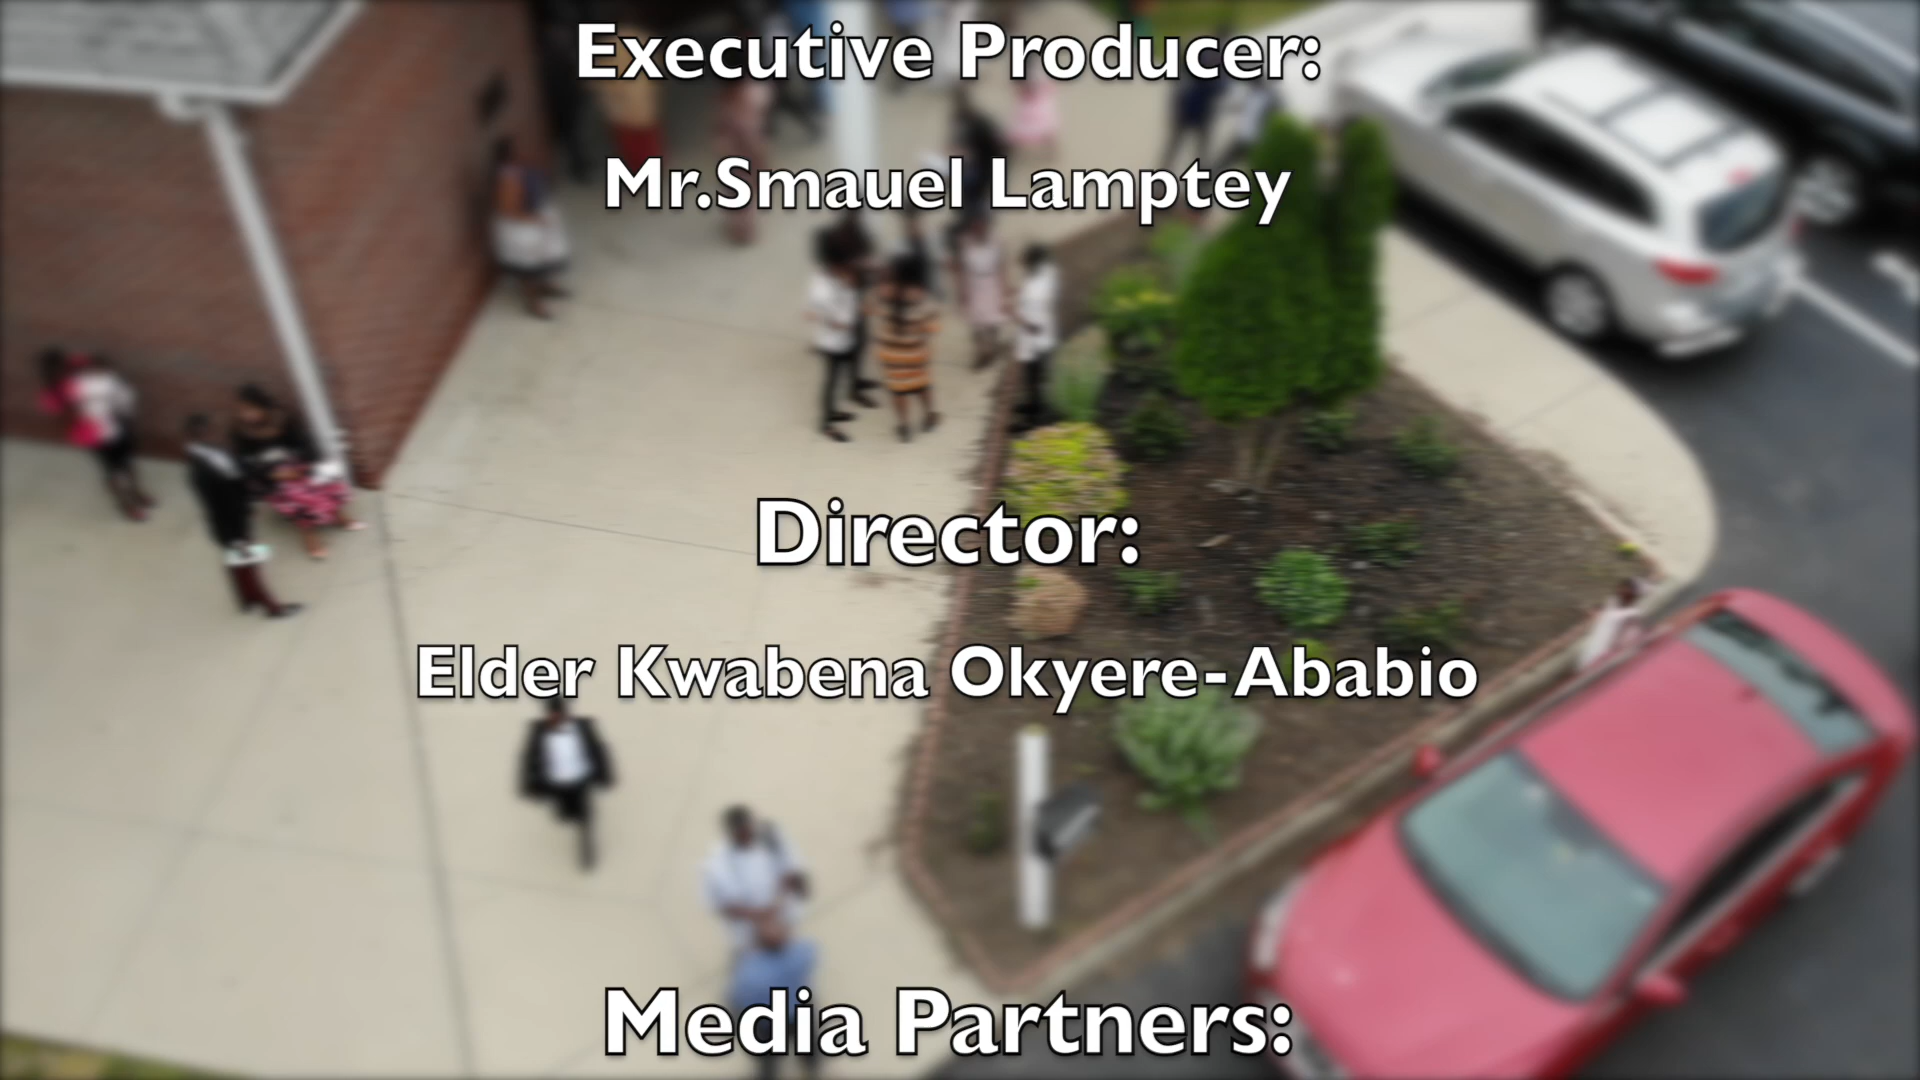 Executive Producer:
Mr.Smauel Lamptey
Director:
Elder Kwabena Okyere-Ababio
Media Partners: